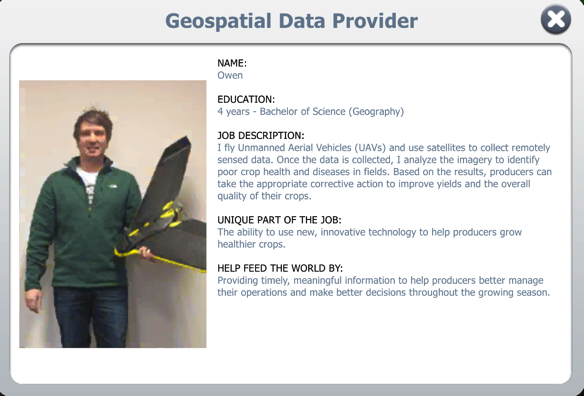 Geospatial Data Provider
NAME:
Owen
EDUCATION:
4 years - Bachelor of Science (Geography)
JOB DESCRIPTION:
I fly Unmanned Aerial Vehicles (UAVs) and use satellites to collect remotely
sensed data. Once the data is collected, I analyze the imagery to identify
poor crop health and diseases in fields. Based on the results, producers can
take the appropriate corrective action to improve yields and the overall
quality of their crops.
UNIQUE PART OF THE JOB:
The ability to use new, innovative technology to help producers grow
healthier crops.
HELP FEED THE WORLD BY:
Providing timely, meaningful information to help producers better manage
their operations and make better decisions throughout the growing season.